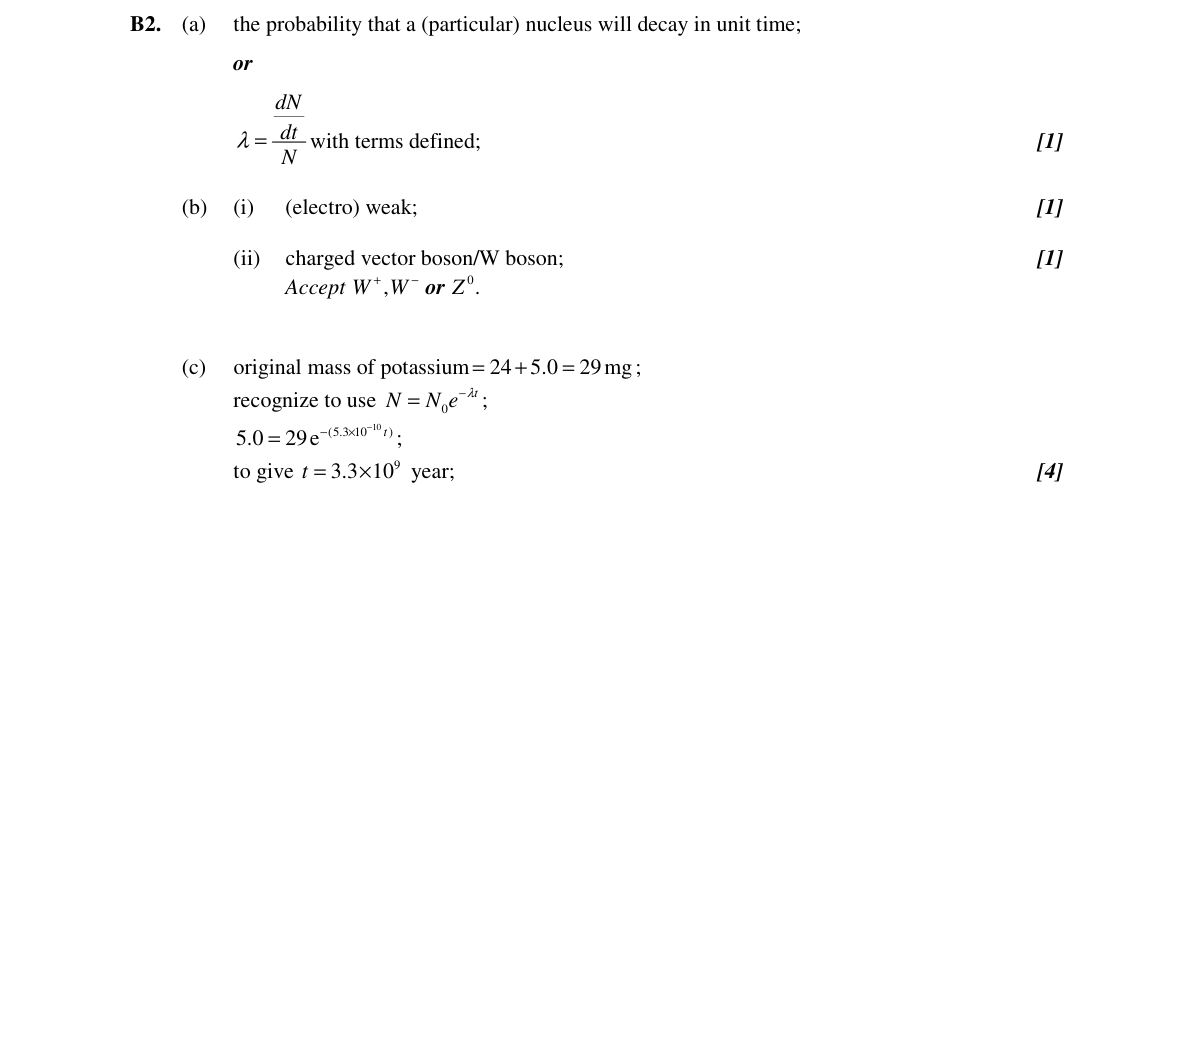 B2. (a) the probability that a (particular) nucleus will decay in unit time;
or
λ = (dN/dt)/N with terms defined; [1]
(b) (i) (electro) weak; [1]
(ii) charged vector boson/W boson; [1]
Accept W⁺,W⁻ or Z⁰.
(c) original mass of potassium = 24 + 5.0 = 29 mg;
recognize to use N = N₀e^(−λt);
5.0 = 29e^(−(5.3×10⁻¹⁰ t));
to give t = 3.3×10⁹ year; [4]